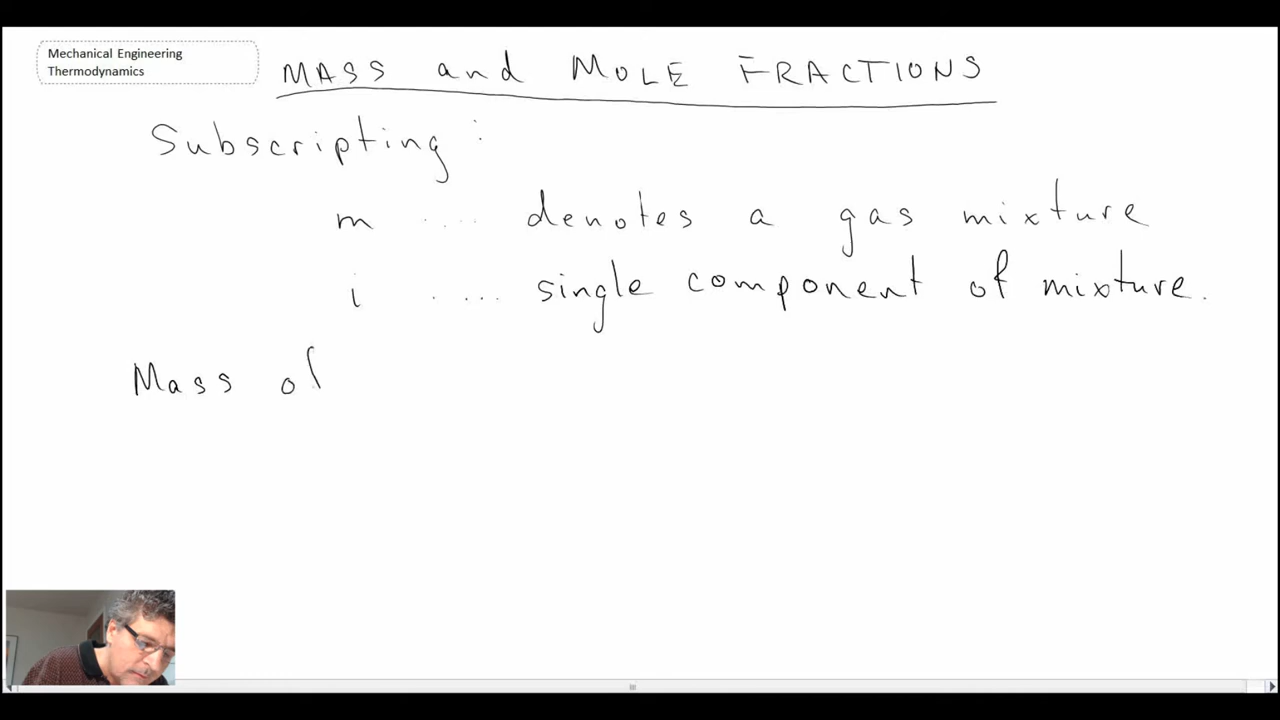 Mechanical Engineering
Thermodynamics
MASS and MOLE FRACTIONS
Subscripting :
m .... denotes a gas mixture
i .... single component of mixture.
Mass of